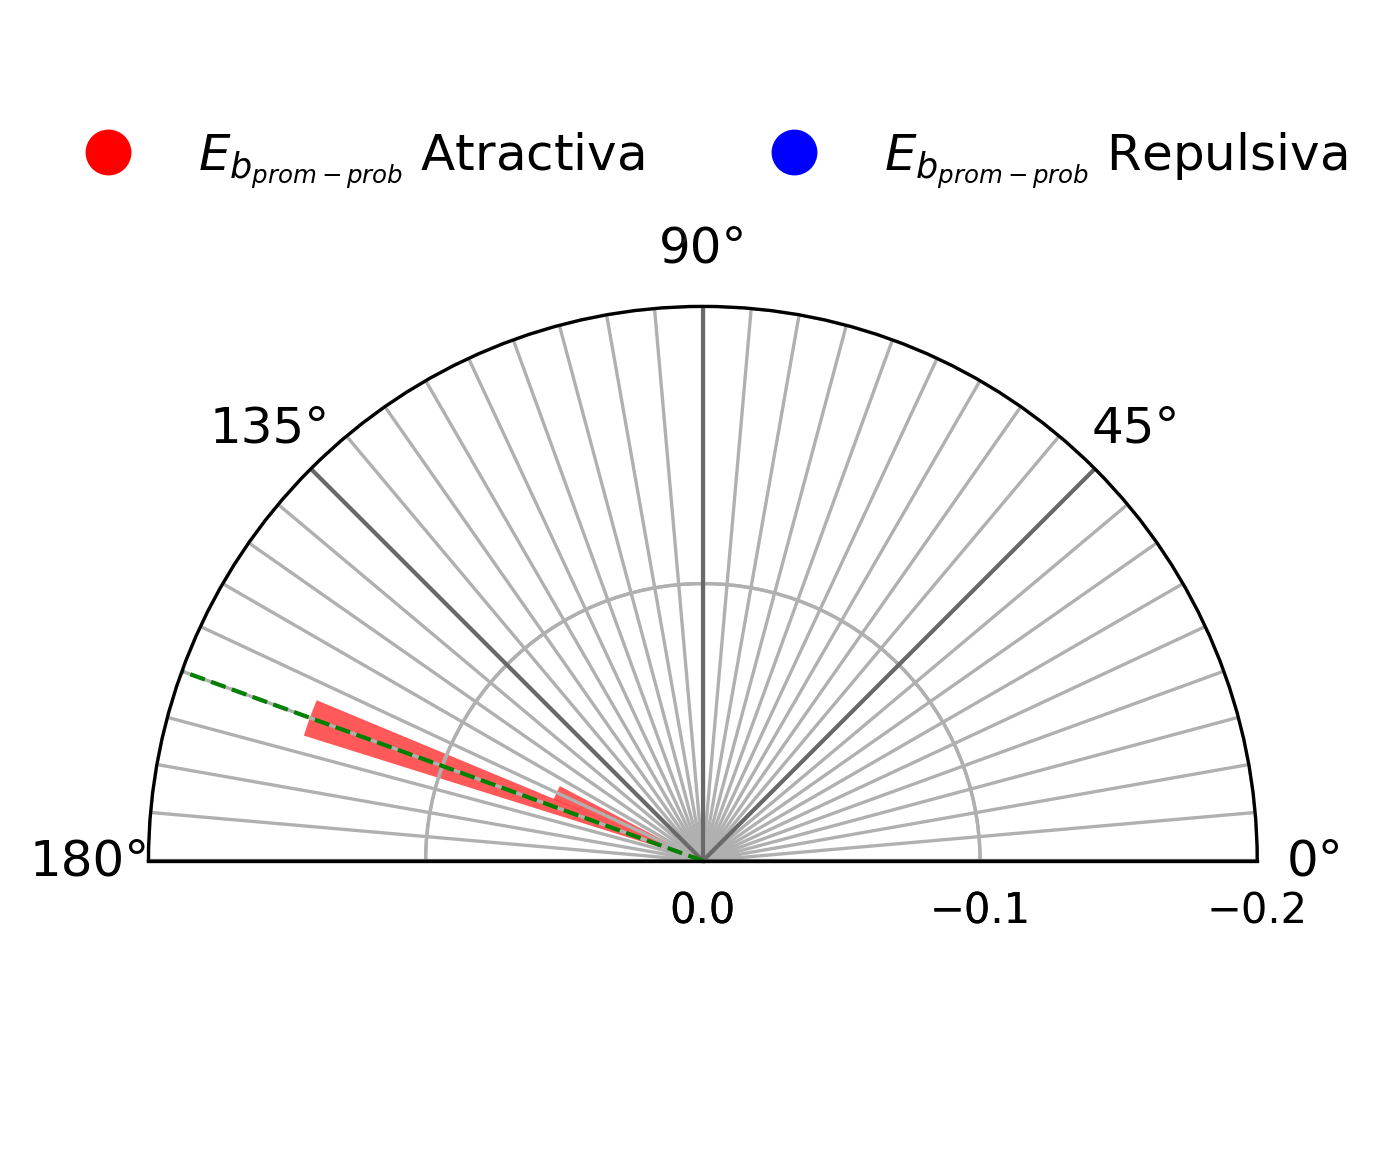 E_{b_{prom-prob}} Atractiva E_{b_{prom-prob}} Repulsiva
90°
135° 45°
180° 0°
0.0 −0.1 −0.2